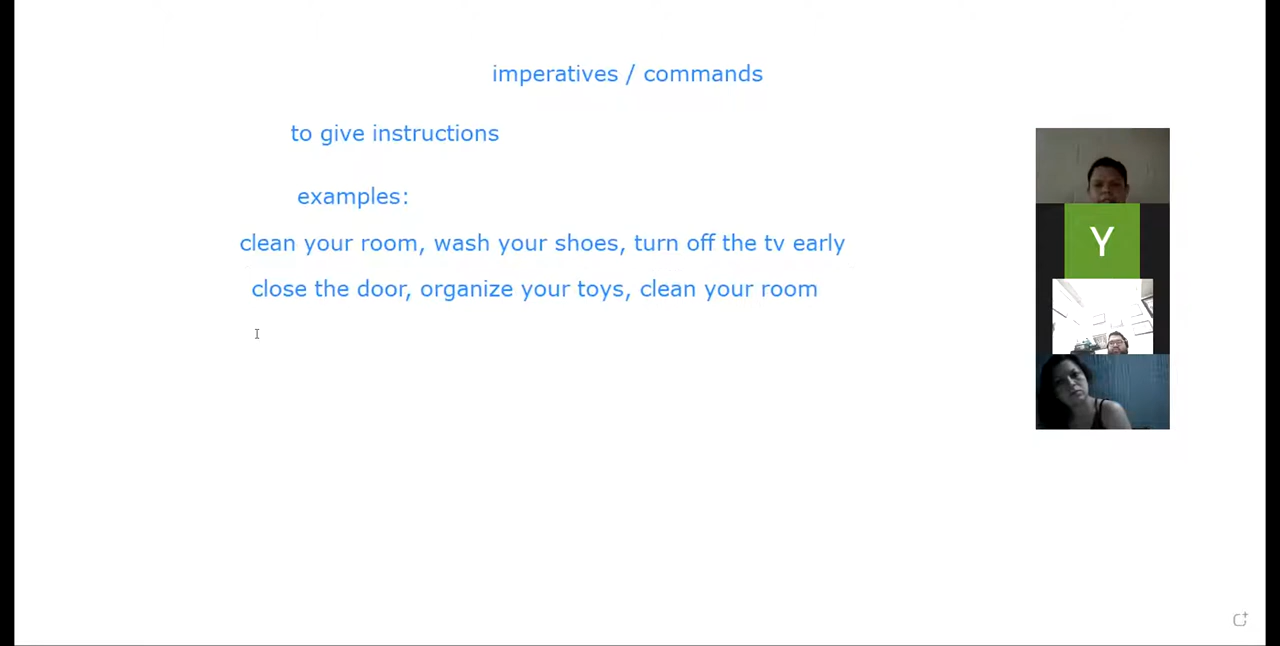 imperatives / commands
to give instructions
examples:
clean your room, wash your shoes, turn off the tv early
close the door, organize your toys, clean your room
Y